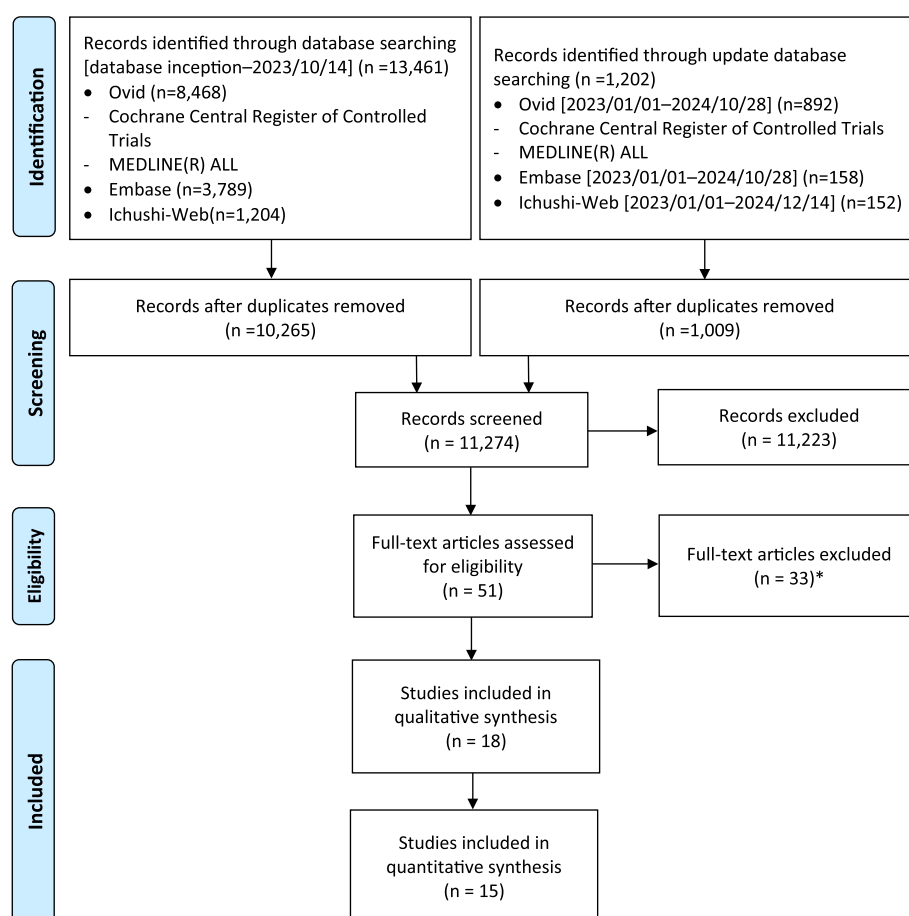 Identification
Records identified through database searching
[database inception–2023/10/14] (n =13,461)
● Ovid (n=8,468)
- Cochrane Central Register of Controlled
Trials
- MEDLINE(R) ALL
● Embase (n=3,789)
● Ichushi-Web(n=1,204)
Records identified through update database
searching (n =1,202)
● Ovid [2023/01/01–2024/10/28] (n=892)
- Cochrane Central Register of Controlled Trials
- MEDLINE(R) ALL
● Embase [2023/01/01–2024/10/28] (n=158)
● Ichushi-Web [2023/01/01–2024/12/14] (n=152)
Screening
Records after duplicates removed
(n =10,265)
Records after duplicates removed
(n =1,009)
Records screened
(n = 11,274)
Records excluded
(n = 11,223)
Eligibility
Full-text articles assessed
for eligibility
(n = 51)
Full-text articles excluded
(n = 33)*
Included
Studies included in
qualitative synthesis
(n = 18)
Studies included in
quantitative synthesis
(n = 15)